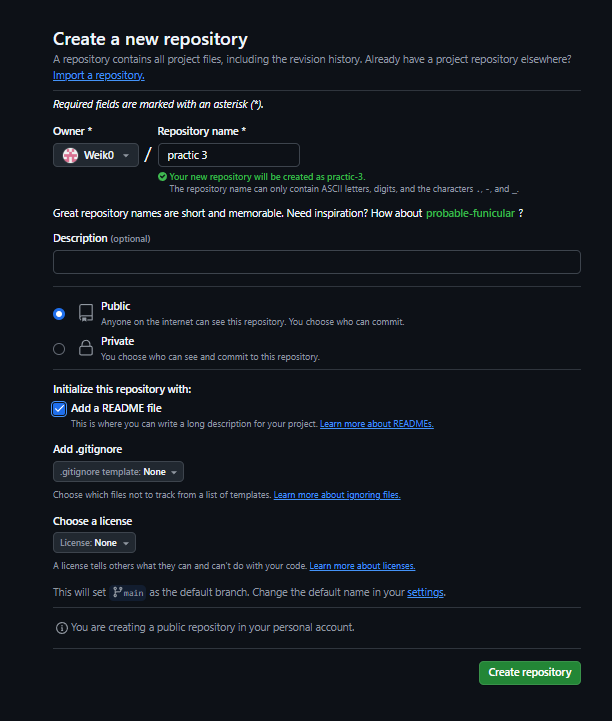 Create a new repository
A repository contains all project files, including the revision history. Already have a project repository elsewhere?
Import a repository.
Required fields are marked with an asterisk (*).
Owner * Repository name *
Weik0 / practic 3
Your new repository will be created as practic-3.
The repository name can only contain ASCII letters, digits, and the characters ., -, and _.
Great repository names are short and memorable. Need inspiration? How about probable-funicular ?
Description (optional)
Public
Anyone on the internet can see this repository. You choose who can commit.
Private
You choose who can see and commit to this repository.
Initialize this repository with:
Add a README file
This is where you can write a long description for your project. Learn more about READMEs.
Add .gitignore
.gitignore template: None
Choose which files not to track from a list of templates. Learn more about ignoring files.
Choose a license
License: None
A license tells others what they can and can't do with your code. Learn more about licenses.
This will set main as the default branch. Change the default name in your settings.
You are creating a public repository in your personal account.
Create repository